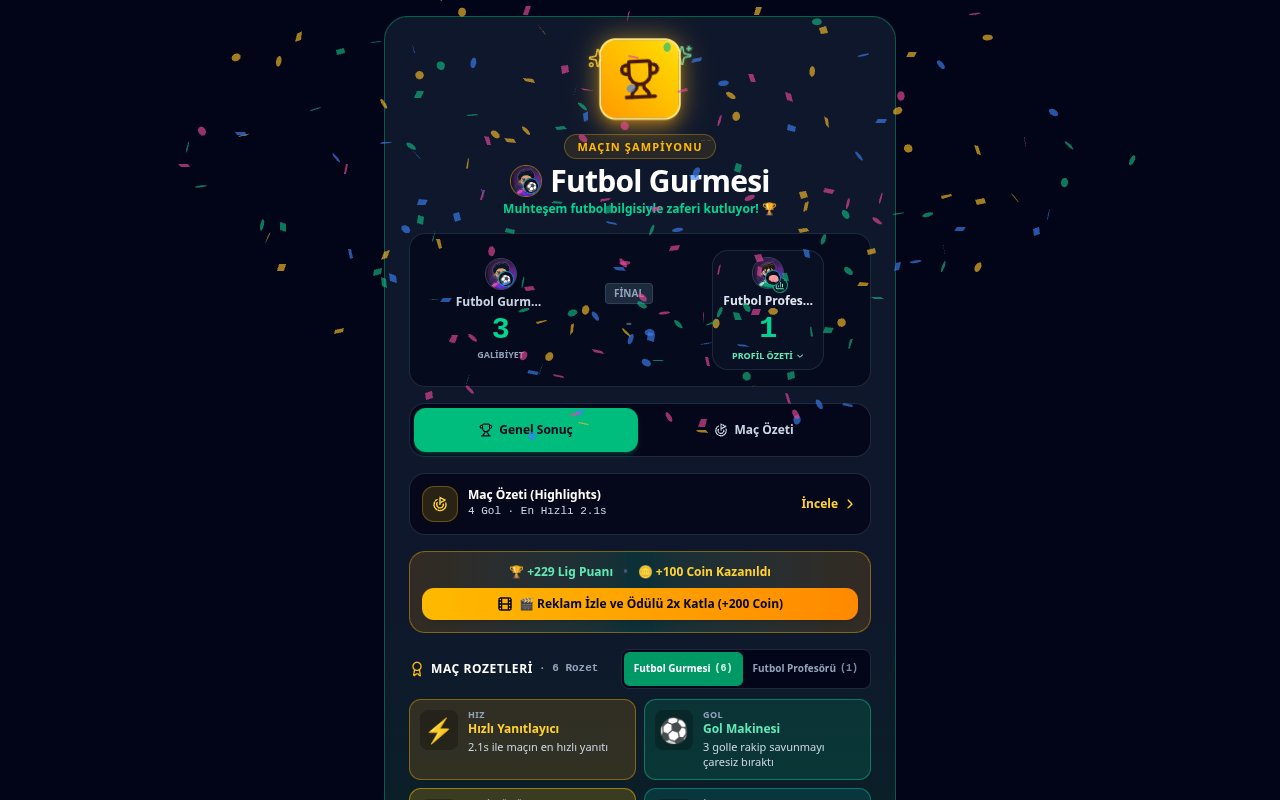 MAÇIN ŞAMPİYONU
Futbol Gurmesi
Muhteşem futbol bilgisiyle zaferi kutluyor! 🏆
Futbol Gurm...
3
GALİBİYET
FİNAL
-
Futbol Profes...
1
PROFİL ÖZETİ
Genel Sonuç
Maç Özeti
Maç Özeti (Highlights)
4 Gol · En Hızlı 2.1s
İncele
🏆 +229 Lig Puanı • 🪙 +100 Coin Kazanıldı
🎬 Reklam İzle ve Ödülü 2x Katla (+200 Coin)
MAÇ ROZETLERİ · 6 Rozet
Futbol Gurmesi (6)
Futbol Profesörü (1)
HIZ
Hızlı Yanıtlayıcı
2.1s ile maçın en hızlı yanıtı
GOL
Gol Makinesi
3 golle rakip savunmayı
çaresiz bıraktı